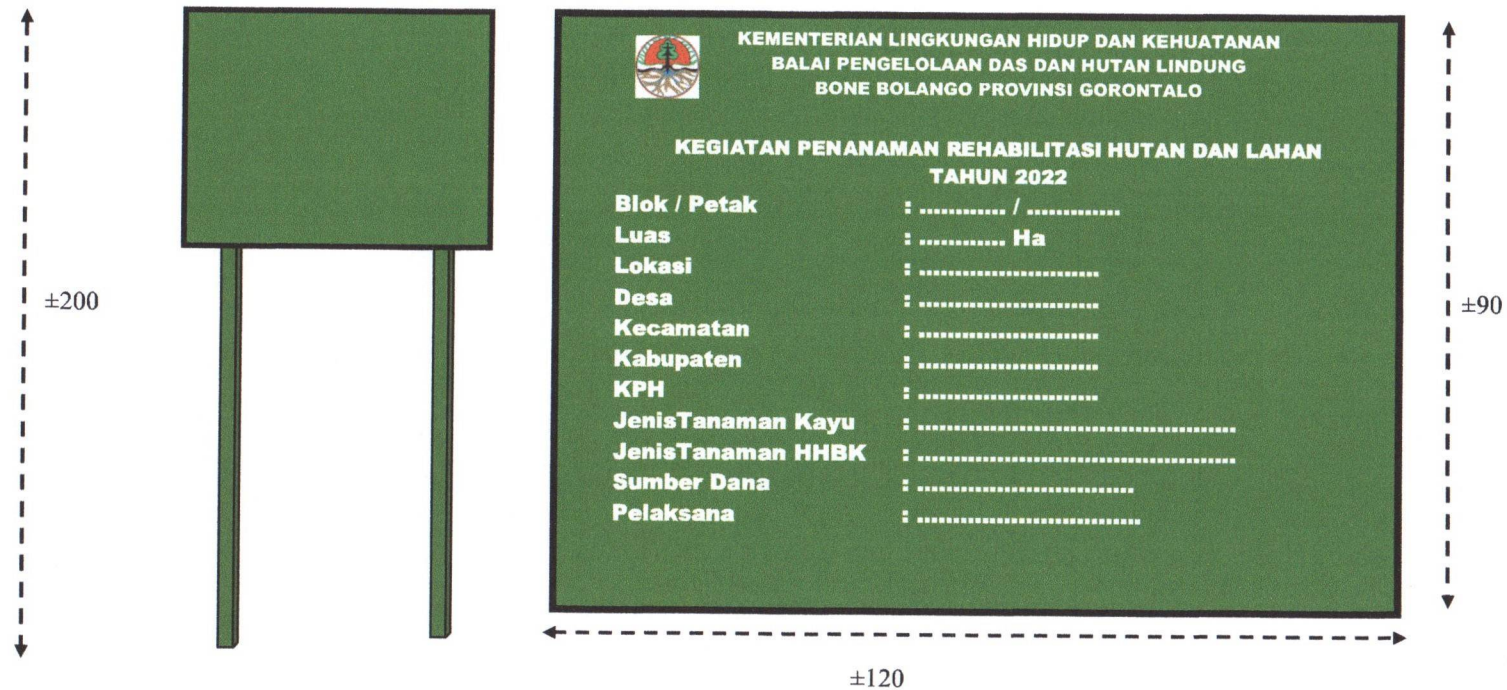 KEMENTERIAN LINGKUNGAN HIDUP DAN KEHUATANAN
BALAI PENGELOLAAN DAS DAN HUTAN LINDUNG
BONE BOLANGO PROVINSI GORONTALO
KEGIATAN PENANAMAN REHABILITASI HUTAN DAN LAHAN
TAHUN 2022
Blok / Petak : ............ / .............
Luas : ............ Ha
Lokasi : .........................
Desa : .........................
Kecamatan : .........................
Kabupaten : .........................
KPH : .........................
JenisTanaman Kayu : ............................................
JenisTanaman HHBK : ............................................
Sumber Dana : ..............................
Pelaksana : ...............................
±200
±90
±120